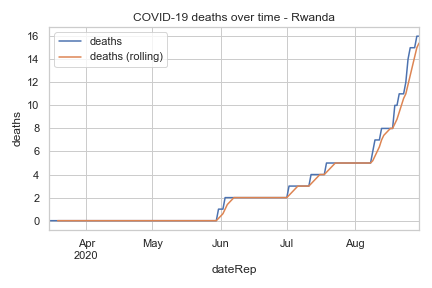 COVID-19 deaths over time - Rwanda
deaths
deaths (rolling)
16
14
12
10
8
6
4
2
0
deaths
Apr
2020
May
Jun
Jul
Aug
dateRep